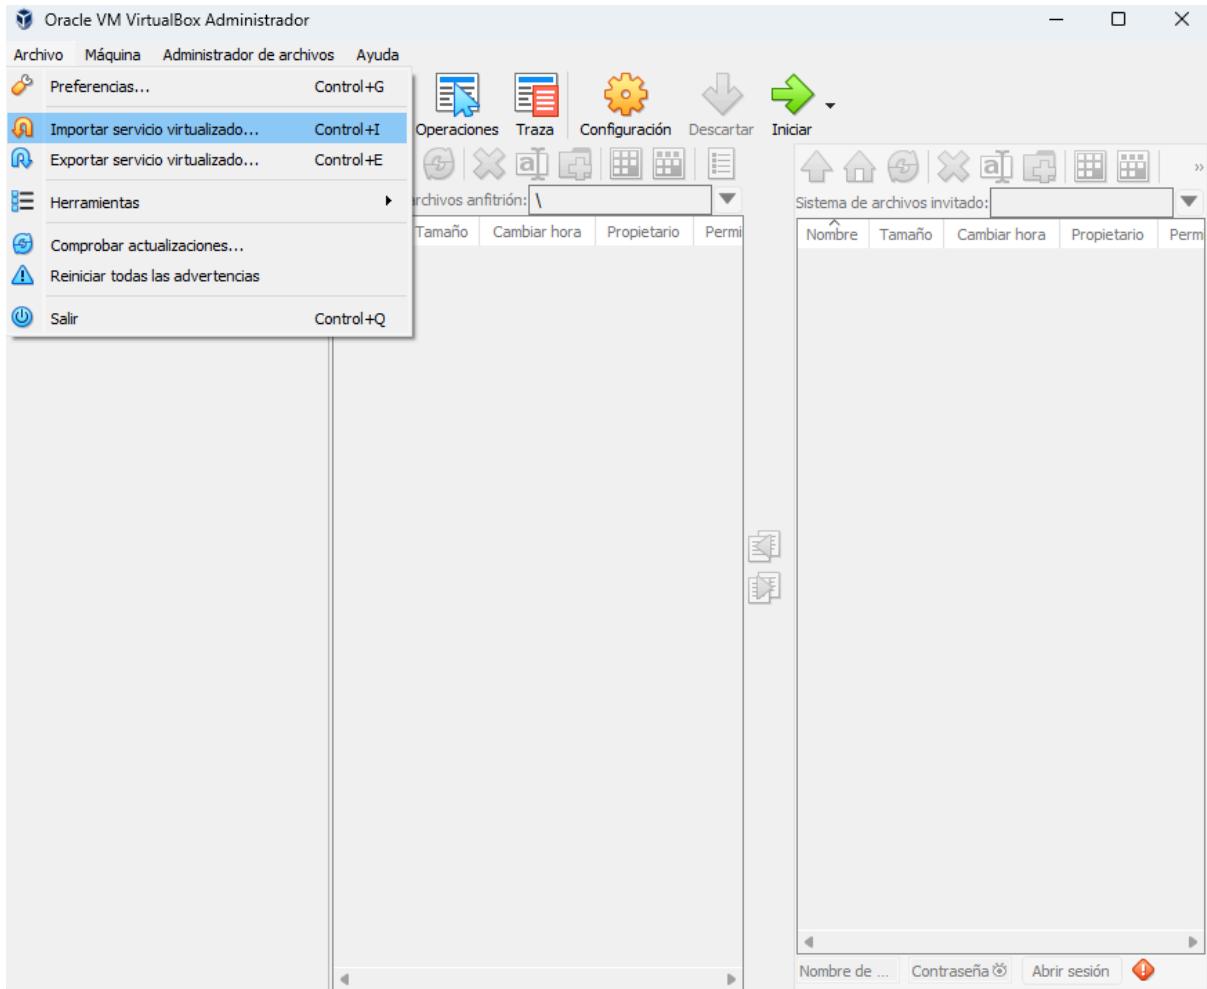 Oracle VM VirtualBox Administrador
Archivo Máquina Administrador de archivos Ayuda
Preferencias... Control+G
Importar servicio virtualizado... Control+I
Exportar servicio virtualizado... Control+E
Herramientas
Comprobar actualizaciones...
Reiniciar todas las advertencias
Salir Control+Q
Operaciones Traza Configuración Descartar Iniciar
rchivos anfitrión: \
Tamaño Cambiar hora Propietario Permi
Sistema de archivos invitado:
Nombre Tamaño Cambiar hora Propietario Perm
Nombre de ... Contraseña Abrir sesión